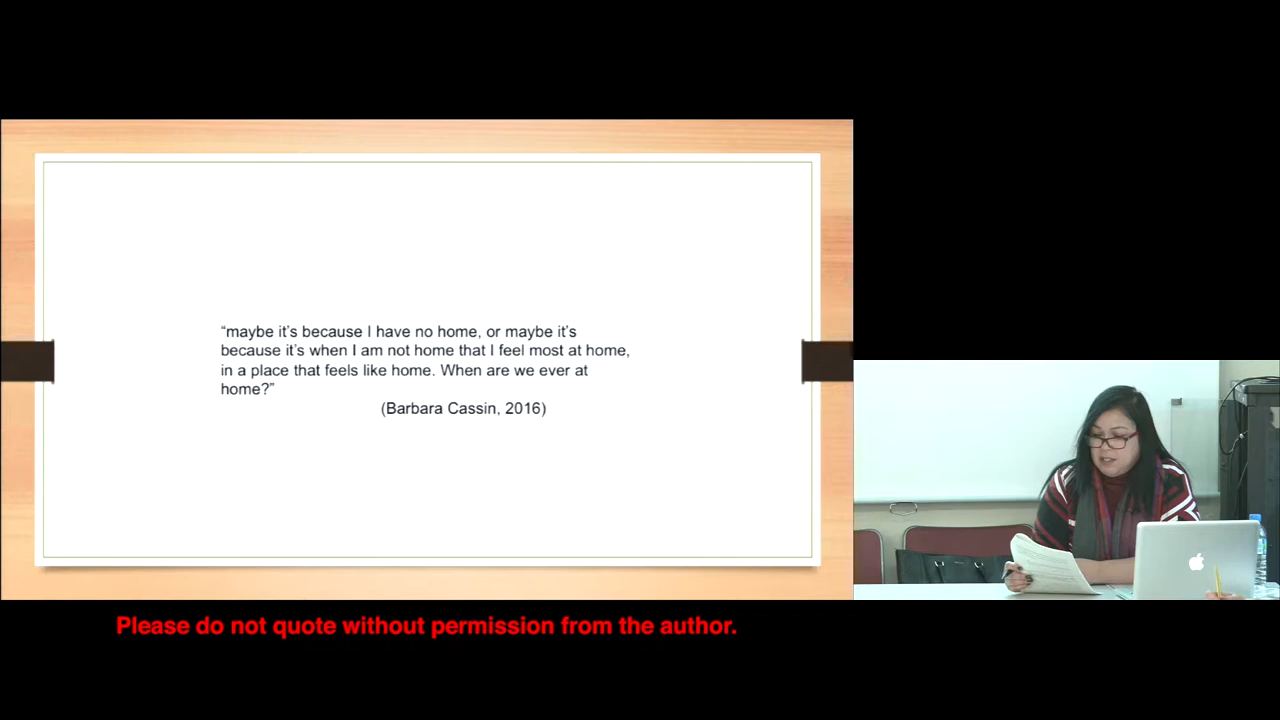 “maybe it’s because I have no home, or maybe it’s
because it’s when I am not home that I feel most at home,
in a place that feels like home. When are we ever at
home?”
(Barbara Cassin, 2016)
Please do not quote without permission from the author.